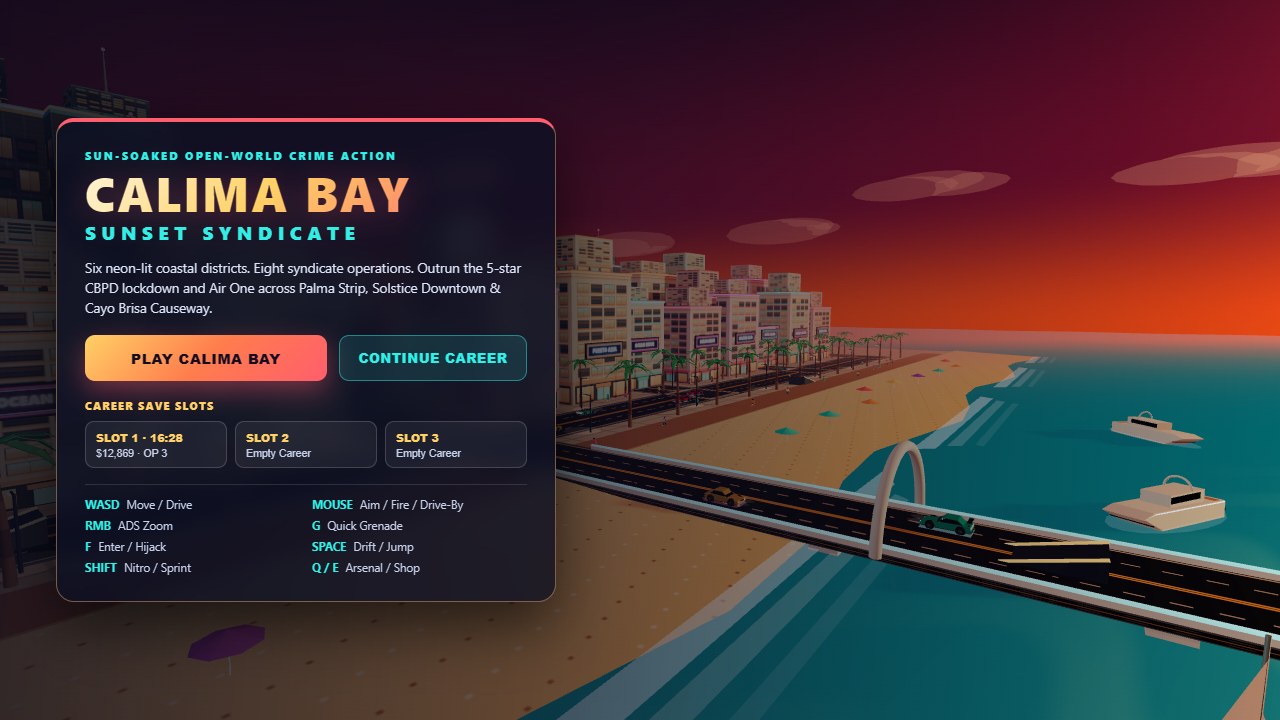 SUN-SOAKED OPEN-WORLD CRIME ACTION
CALIMA BAY
SUNSET SYNDICATE
Six neon-lit coastal districts. Eight syndicate operations. Outrun the 5-star
CBPD lockdown and Air One across Palma Strip, Solstice Downtown &
Cayo Brisa Causeway.
PLAY CALIMA BAY
CONTINUE CAREER
CAREER SAVE SLOTS
SLOT 1 · 16:28
$12,869 · OP 3
SLOT 2
Empty Career
SLOT 3
Empty Career
WASD Move / Drive
MOUSE Aim / Fire / Drive-By
RMB ADS Zoom
G Quick Grenade
F Enter / Hijack
SPACE Drift / Jump
SHIFT Nitro / Sprint
Q / E Arsenal / Shop
OCEAN